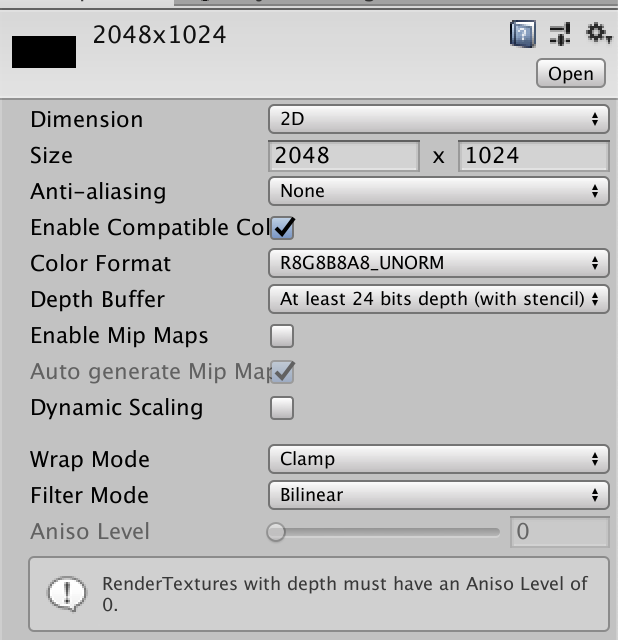 2048x1024
Open
Dimension 2D
Size 2048 x 1024
Anti-aliasing None
Enable Compatible Col
Color Format R8G8B8A8_UNORM
Depth Buffer At least 24 bits depth (with stencil)
Enable Mip Maps
Auto generate Mip Map
Dynamic Scaling
Wrap Mode Clamp
Filter Mode Bilinear
Aniso Level 0
RenderTextures with depth must have an Aniso Level of
0.